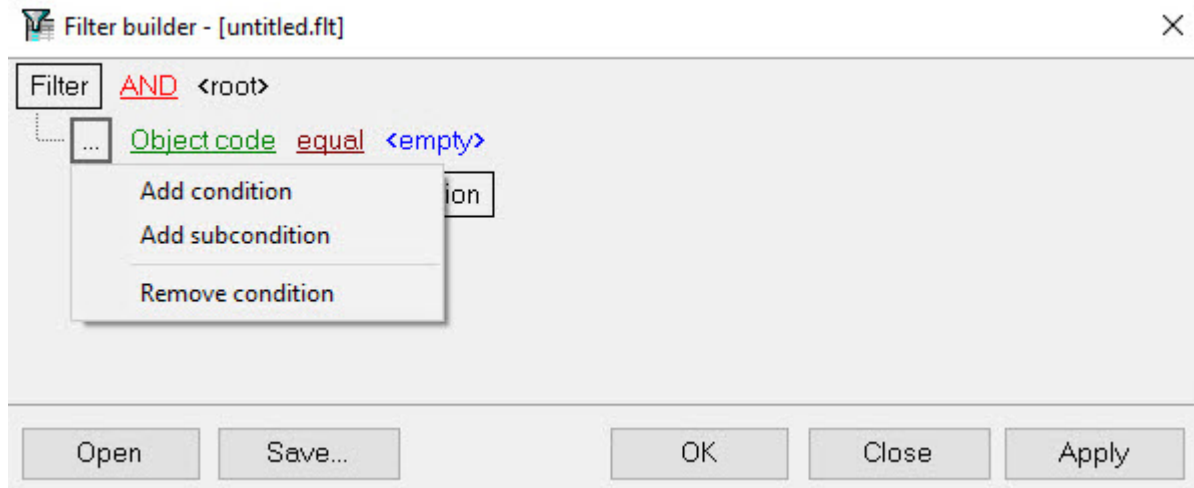 Filter builder - [untitled.flt]
Filter AND <root>
... Object code equal <empty>
Add condition
ion
Add subcondition
Remove condition
Open Save... OK Close Apply